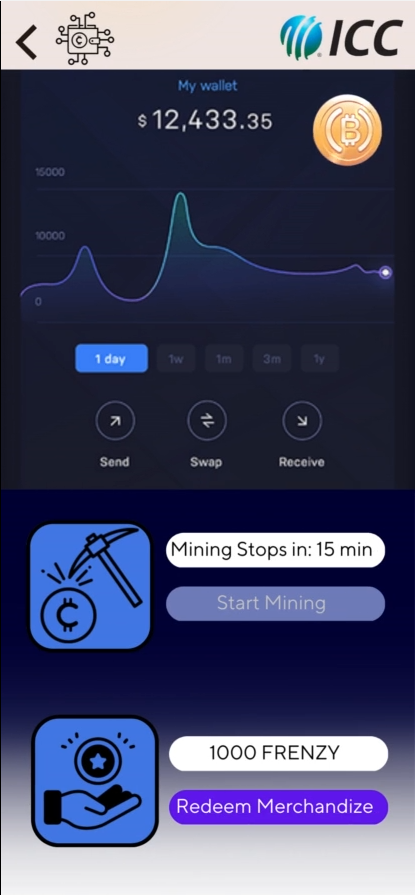 ICC
My wallet
$ 12,433.35
15000
10000
0
1 day 1w 1m 3m 1y
Send Swap Receive
Mining Stops in: 15 min
Start Mining
1000 FRENZY
Redeem Merchandize